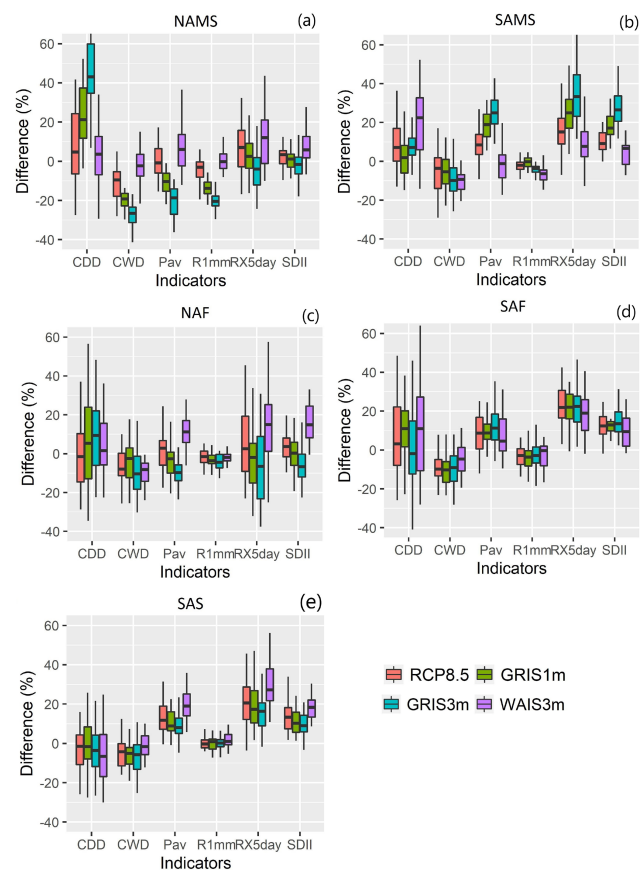 NAMS
(a)
60
40
20
0
-20
-40
Difference (%)
CDD CWD Pav R1mm RX5day SDII
Indicators
SAMS
(b)
60
40
20
0
-20
-40
Difference (%)
CDD CWD Pav R1mm RX5day SDII
Indicators
NAF
(c)
60
40
20
0
-20
-40
Difference (%)
CDD CWD Pav R1mm RX5day SDII
Indicators
SAF
(d)
60
40
20
0
-20
-40
Difference (%)
CDD CWD Pav R1mm RX5day SDII
Indicators
SAS
(e)
60
40
20
0
-20
-40
Difference (%)
CDD CWD Pav R1mm RX5day SDII
Indicators
RCP8.5 GRIS1m
GRIS3m WAIS3m